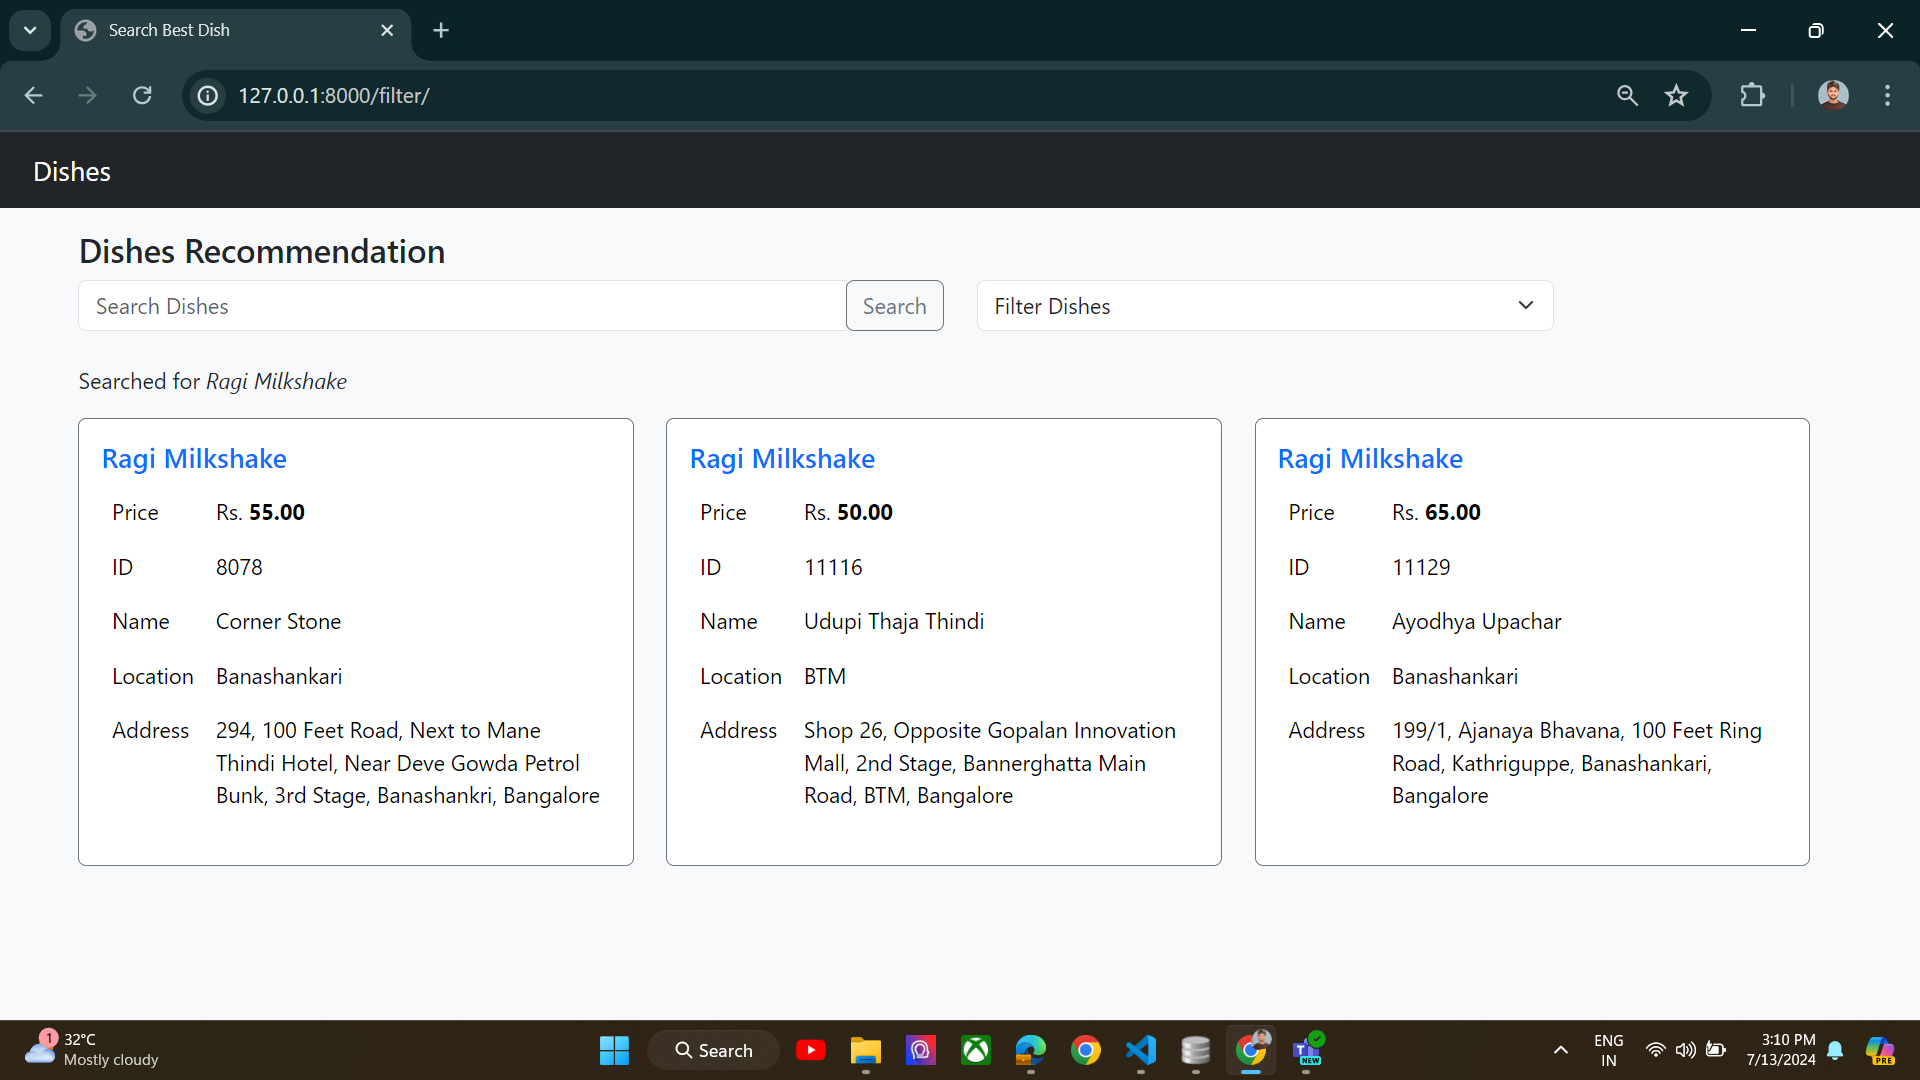 Search Best Dish
127.0.0.1:8000/filter/
Dishes
Dishes Recommendation
Search Dishes
Search
Filter Dishes
Searched for Ragi Milkshake
Ragi Milkshake
Price Rs. 55.00
ID 8078
Name Corner Stone
Location Banashankari
Address 294, 100 Feet Road, Next to Mane
Thindi Hotel, Near Deve Gowda Petrol
Bunk, 3rd Stage, Banashankri, Bangalore
Ragi Milkshake
Price Rs. 50.00
ID 11116
Name Udupi Thaja Thindi
Location BTM
Address Shop 26, Opposite Gopalan Innovation
Mall, 2nd Stage, Bannerghatta Main
Road, BTM, Bangalore
Ragi Milkshake
Price Rs. 65.00
ID 11129
Name Ayodhya Upachar
Location Banashankari
Address 199/1, Ajanaya Bhavana, 100 Feet Ring
Road, Kathriguppe, Banashankari,
Bangalore
1
32°C
Mostly cloudy
Search
T
NEW
ENG
IN
3:10 PM
7/13/2024
PRE